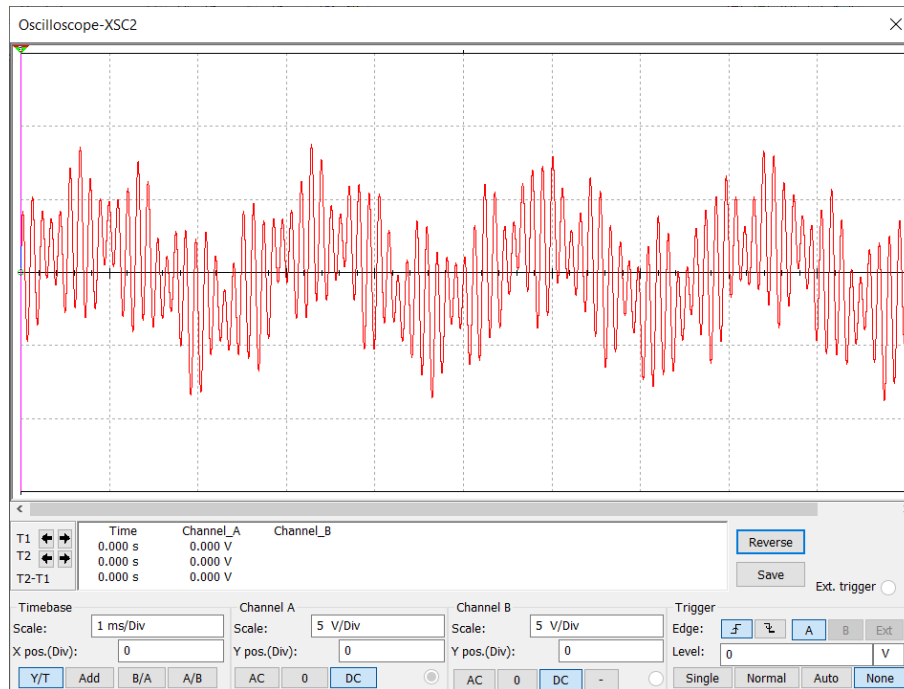 Oscilloscope-XSC2
Time Channel_A Channel_B
T1 0.000 s 0.000 V
T2 0.000 s 0.000 V
T2-T1 0.000 s 0.000 V
Reverse
Save
Ext. trigger
Timebase Channel A Channel B Trigger
Scale: 1 ms/Div Scale: 5 V/Div Scale: 5 V/Div Edge: A B Ext
X pos.(Div): 0 Y pos.(Div): 0 Y pos.(Div): 0 Level: 0 V
Y/T Add B/A A/B AC 0 DC AC 0 DC - Single Normal Auto None